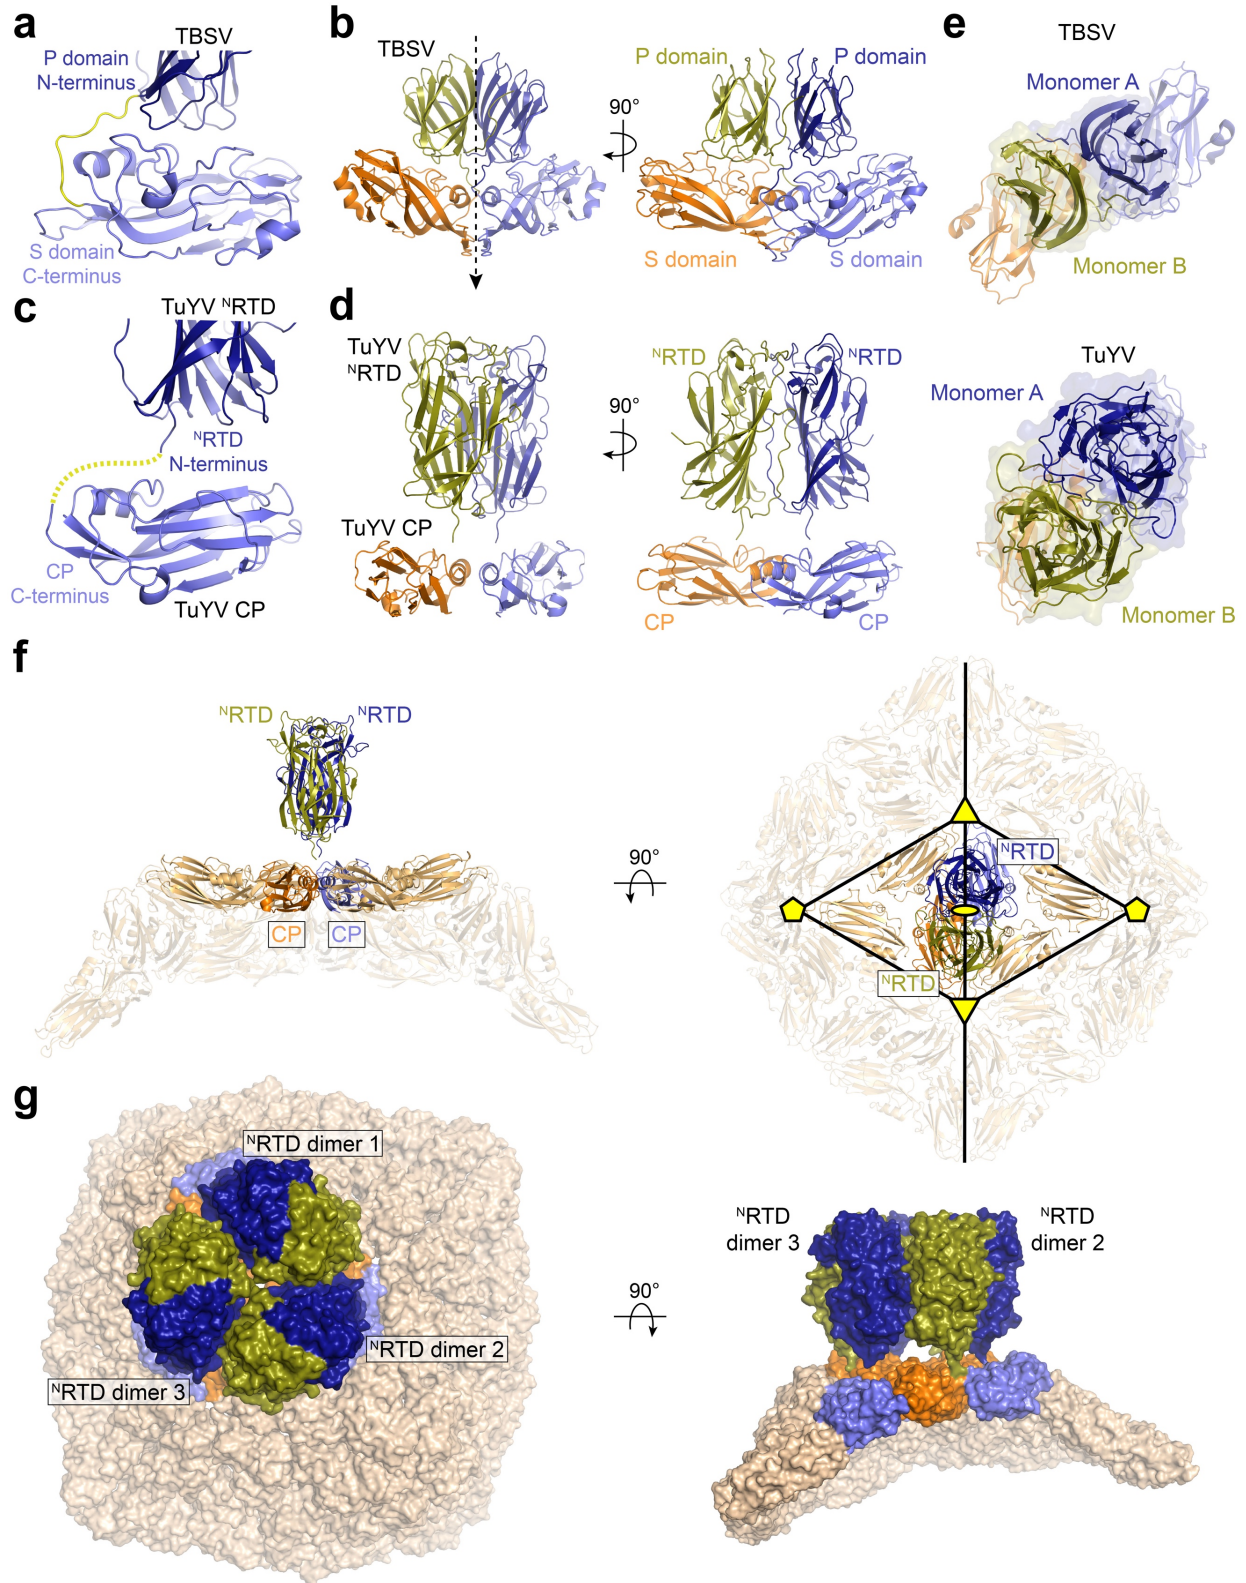 a
TBSV
P domain
N-terminus
S domain
C-terminus
b
TBSV
90°
P domain
P domain
S domain
S domain
e
TBSV
Monomer A
Monomer B
c
TuYV ᴺRTD
ᴺRTD
N-terminus
CP
C-terminus
TuYV CP
d
TuYV
ᴺRTD
TuYV CP
90°
ᴺRTD
ᴺRTD
CP
CP
TuYV
Monomer A
Monomer B
f
ᴺRTD
ᴺRTD
CP
CP
90°
ᴺRTD
ᴺRTD
g
ᴺRTD dimer 1
ᴺRTD dimer 2
ᴺRTD dimer 3
90°
ᴺRTD
dimer 3
ᴺRTD
dimer 2